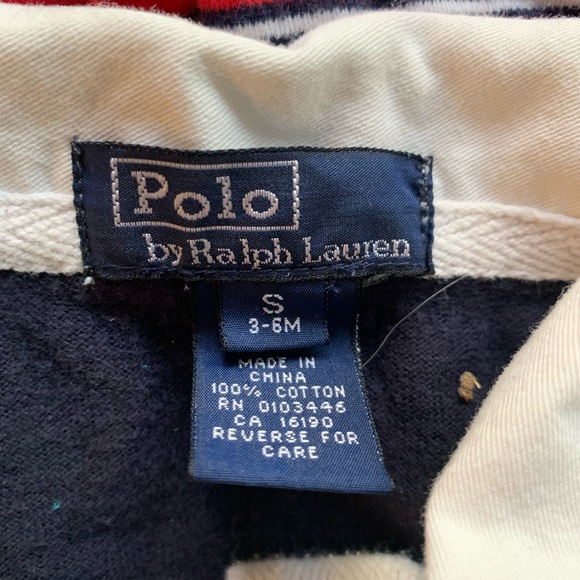 Polo
by Ralph Lauren
S
3-6M
MADE IN
CHINA
100% COTTON
RN 0103446
CA 16190
REVERSE FOR
CARE